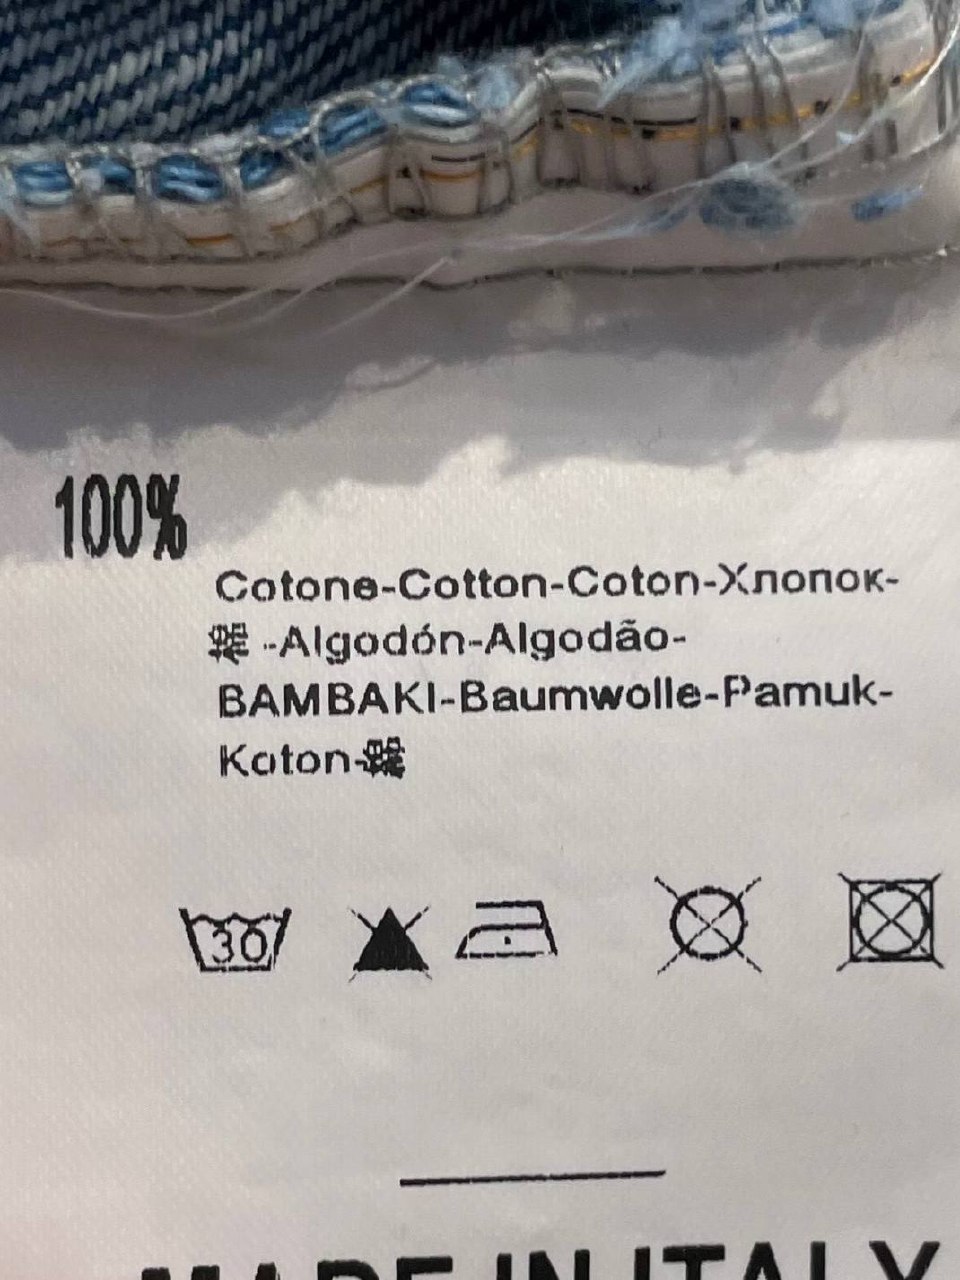 100%
Cotone-Cotton-Coton-Хлопок-
-Algodón-Algodão-
BAMBAKI-Baumwolle-Pamuk-
Koton-
30
MADE IN ITALY